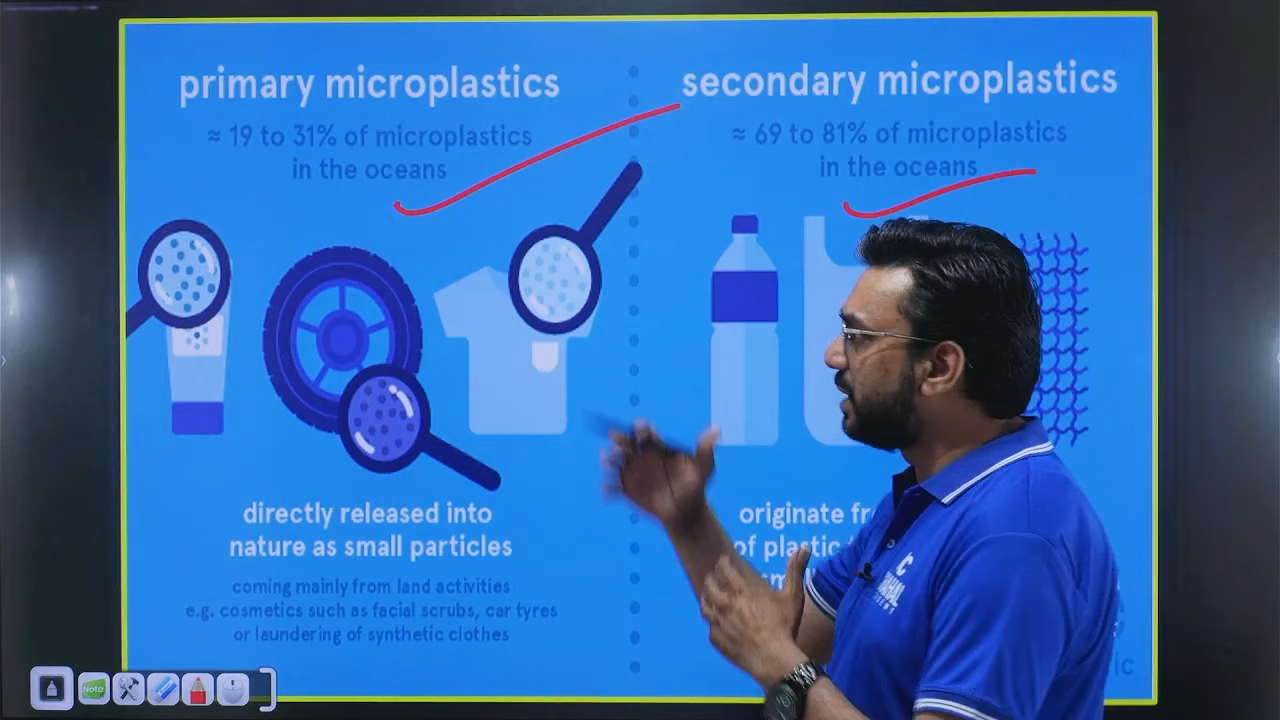 primary microplastics
≈ 19 to 31% of microplastics
in the oceans
directly released into
nature as small particles
coming mainly from land activities
e.g. cosmetics such as facial scrubs, car tyres
or laundering of synthetic clothes
secondary microplastics
≈ 69 to 81% of microplastics
in the oceans
originate
of plastic
Note